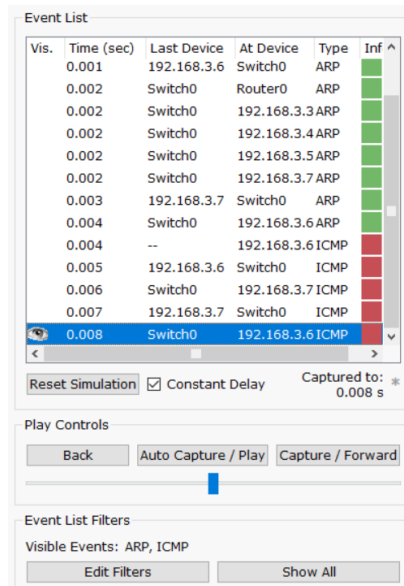 Event List
Vis. Time (sec) Last Device At Device Type Inf
0.001 192.168.3.6 Switch0 ARP
0.002 Switch0 Router0 ARP
0.002 Switch0 192.168.3.3 ARP
0.002 Switch0 192.168.3.4 ARP
0.002 Switch0 192.168.3.5 ARP
0.002 Switch0 192.168.3.7 ARP
0.003 192.168.3.7 Switch0 ARP
0.004 Switch0 192.168.3.6 ARP
0.004 -- 192.168.3.6 ICMP
0.005 192.168.3.6 Switch0 ICMP
0.006 Switch0 192.168.3.7 ICMP
0.007 192.168.3.7 Switch0 ICMP
0.008 Switch0 192.168.3.6 ICMP
Reset Simulation Constant Delay Captured to: *
0.008 s
Play Controls
Back Auto Capture / Play Capture / Forward
Event List Filters
Visible Events: ARP, ICMP
Edit Filters Show All